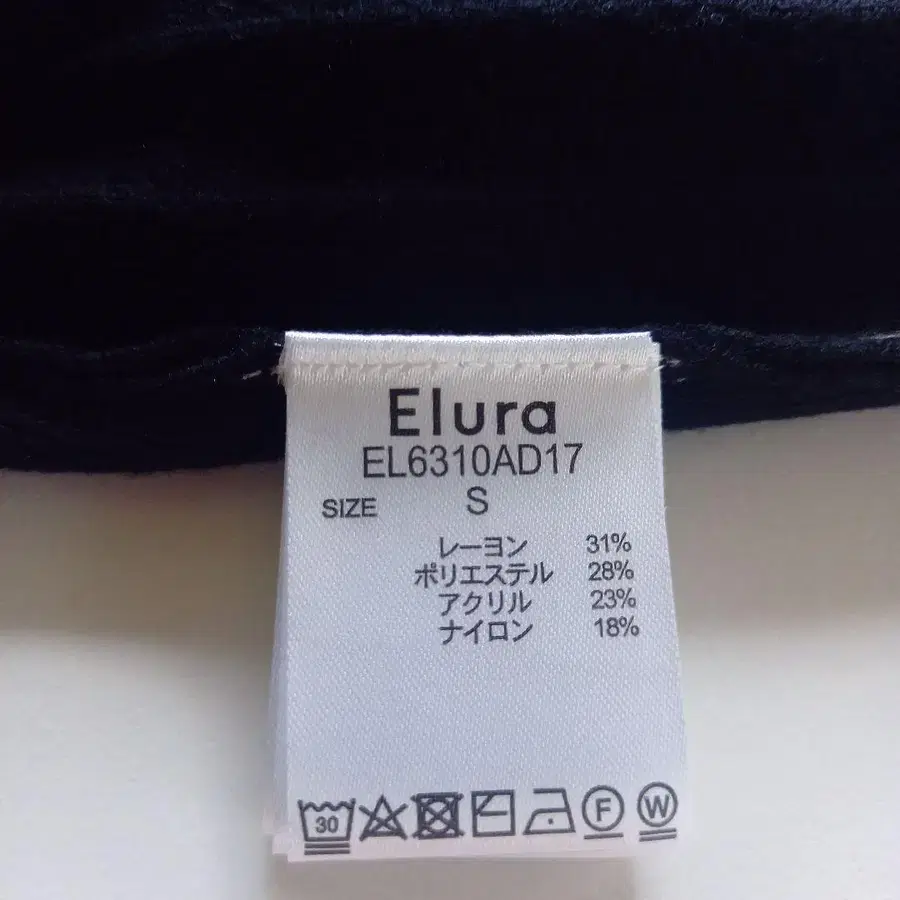 Elura
EL6310AD17
SIZE S
レーヨン 31%
ポリエステル 28%
アクリル 23%
ナイロン 18%
30 F W